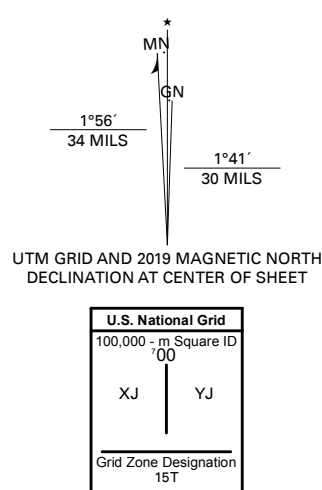 ★
MN
GN
1°56´
34 MILS
1°41´
30 MILS
UTM GRID AND 2019 MAGNETIC NORTH
DECLINATION AT CENTER OF SHEET
U.S. National Grid
100,000 - m Square ID
⁷00
XJ YJ
Grid Zone Designation
15T